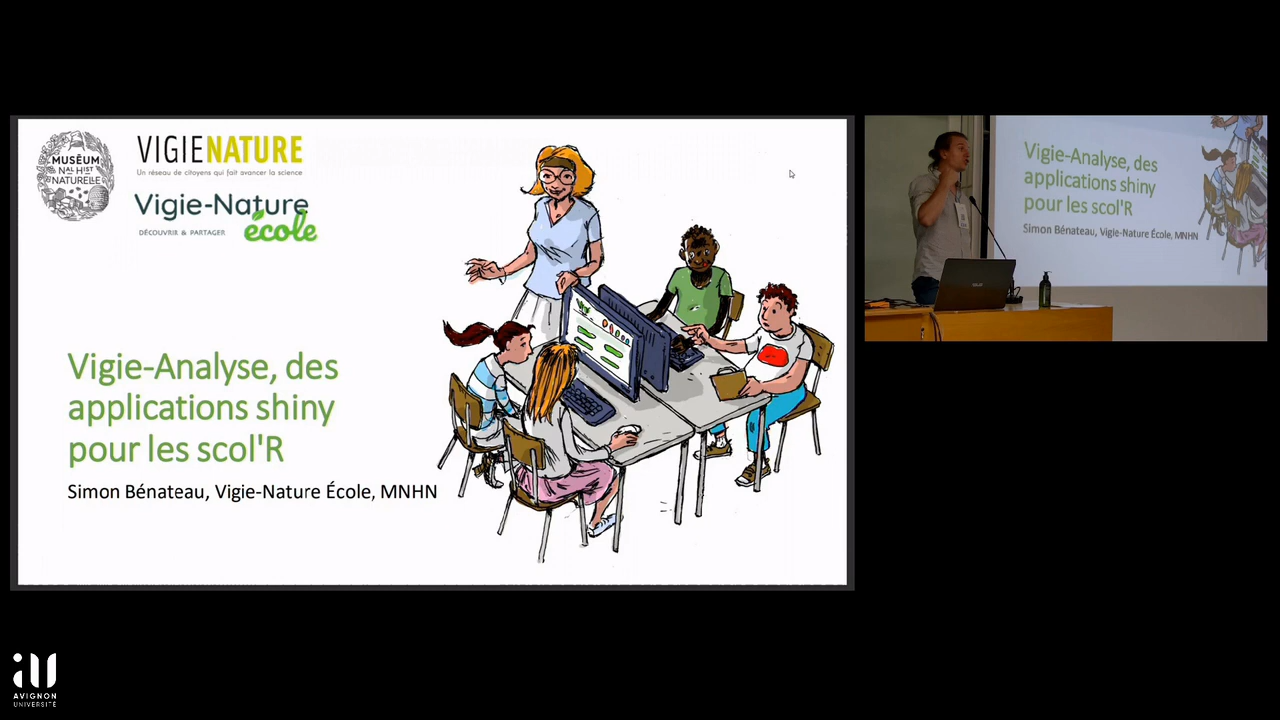 MUSÉUM
NAL HIST
NATURELLE
VIGIENATURE
Un réseau de citoyens qui fait avancer la science
Vigie-Nature
école
DÉCOUVRIR & PARTAGER
Vigie-Analyse, des
applications shiny
pour les scol'R
Simon Bénateau, Vigie-Nature École, MNHN
Vigie-Analyse, des
applications shiny
pour les scol'R
Simon Bénateau, Vigie-Nature École, MNHN
AVIGNON
UNIVERSITÉ